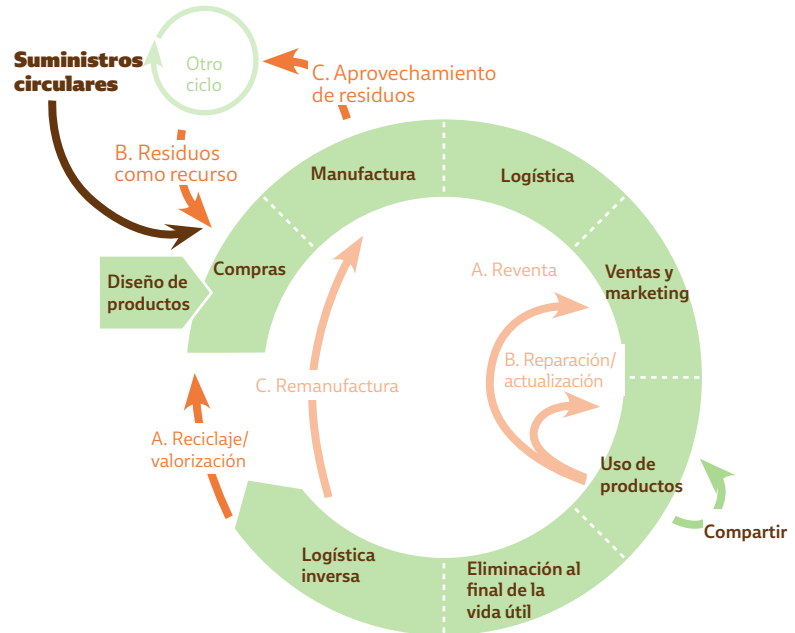 Suministros
circulares
Otro
ciclo
C. Aprovechamiento
de residuos
B. Residuos
como recurso
Manufactura
Logística
Diseño de
productos
Compras
A. Reventa
Ventas y
marketing
B. Reparación/
actualización
C. Remanufactura
A. Reciclaje/
valorización
Uso de
productos
Compartir
Logística
inversa
Eliminación al
final de la
vida útil